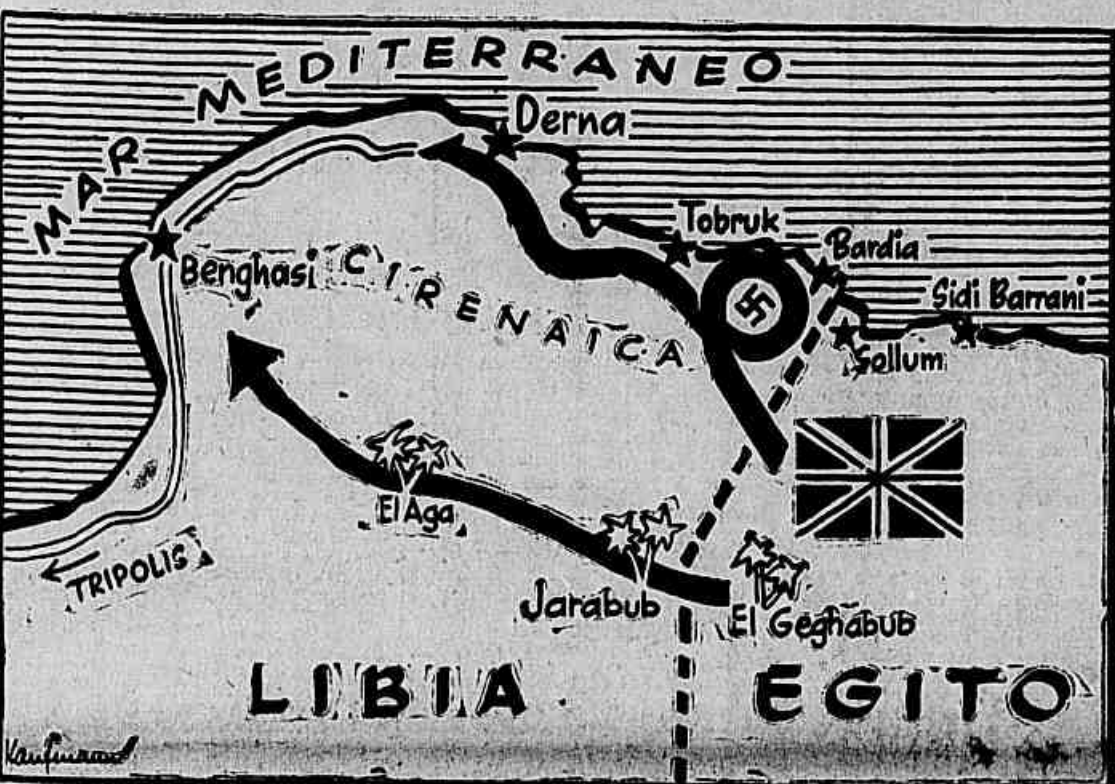 MAR MEDITERRANEO
Derna
Tobruk
Bardia
Sidi Barrani
Benghasi
CIRENAICA
Sollum
El Aga
TRIPOLIS
Jarabub
El Geghabub
LIBIA
EGITO
Kaufmann